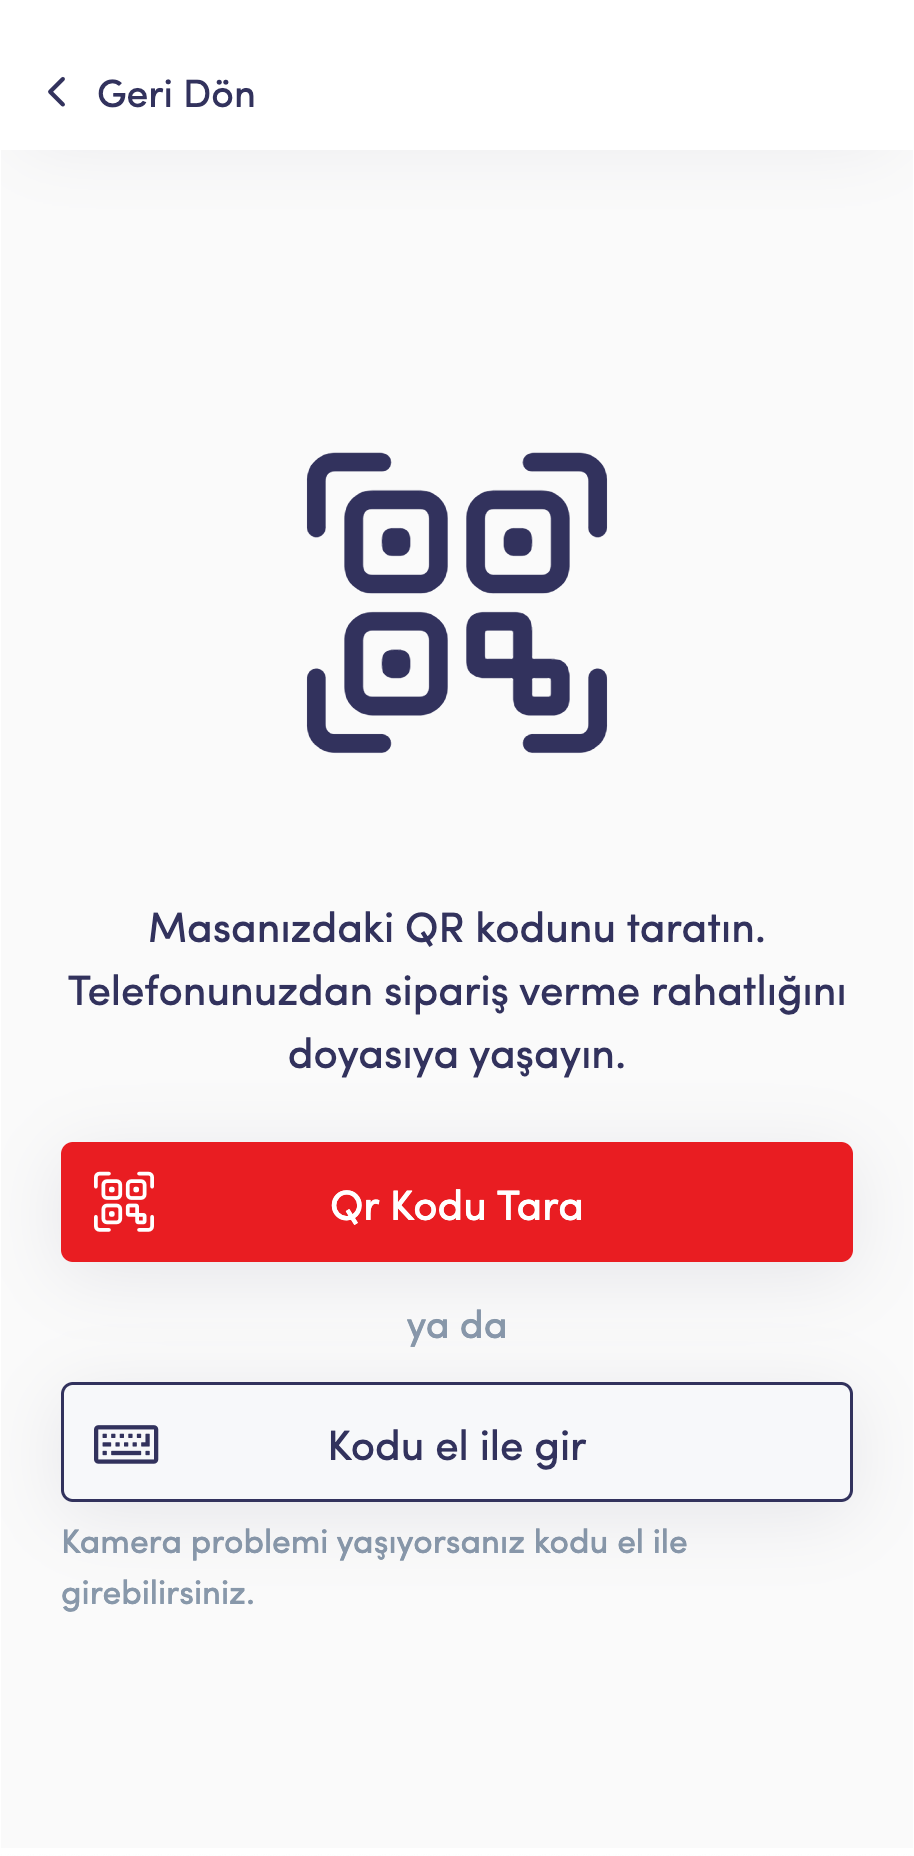 Geri Dön
Masanızdaki QR kodunu taratın.
Telefonunuzdan sipariş verme rahatlığını
doyasıya yaşayın.
Qr Kodu Tara
ya da
Kodu el ile gir
Kamera problemi yaşıyorsanız kodu el ile
girebilirsiniz.